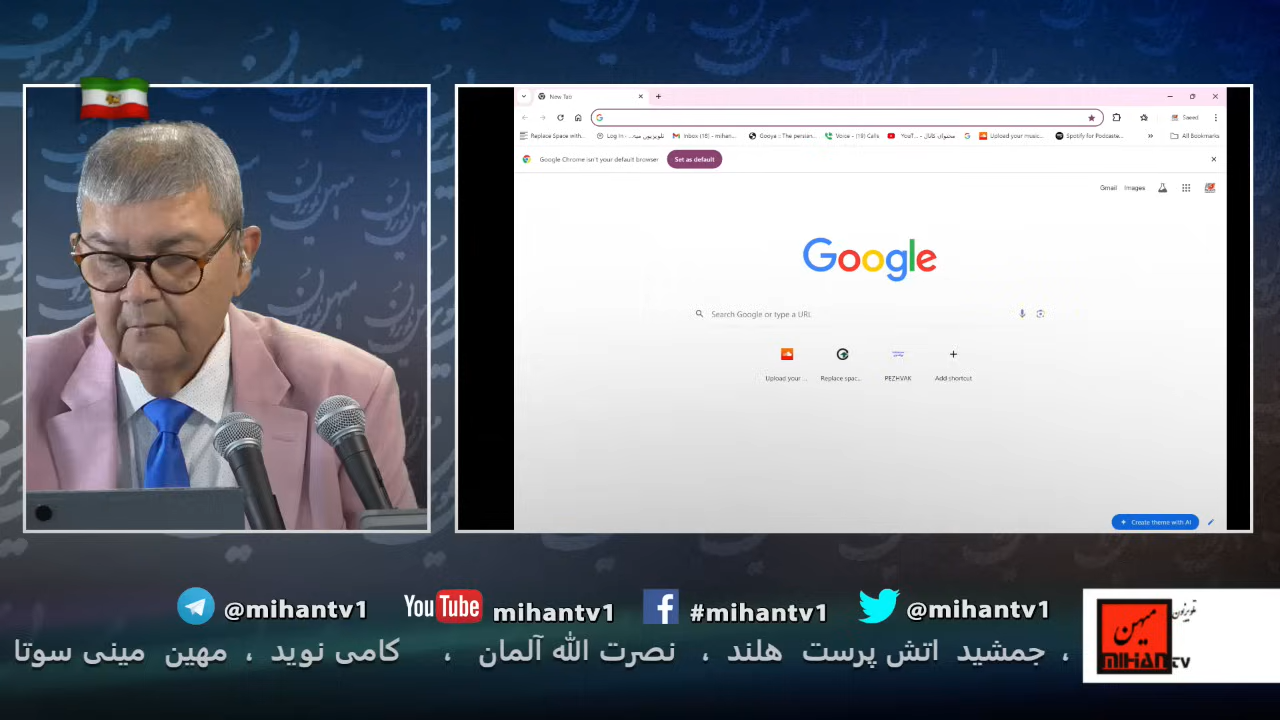 New Tab
Replace Space with...
Log In - ...تلویزیون میه
Inbox (16) - mihan...
Gooya :: The persian...
Voice - (19) Calls
محتوای کانال - YouT...
Upload your music...
Spotify for Podcaste...
All Bookmarks
Saved
Google Chrome isn't your default browser
Set as default
Gmail
Images
Google
Search Google or type a URL
Upload your ...
Replace spac...
PEZHVAK
Add shortcut
Create theme with AI
@mihantv1
YouTube mihantv1
#mihantv1
@mihantv1
، جمشید اتش پرست هلند ، نصرت الله آلمان ، کامی نوید ، مهین مینی سوتا
تلویزیون
میهن
MIHAN TV